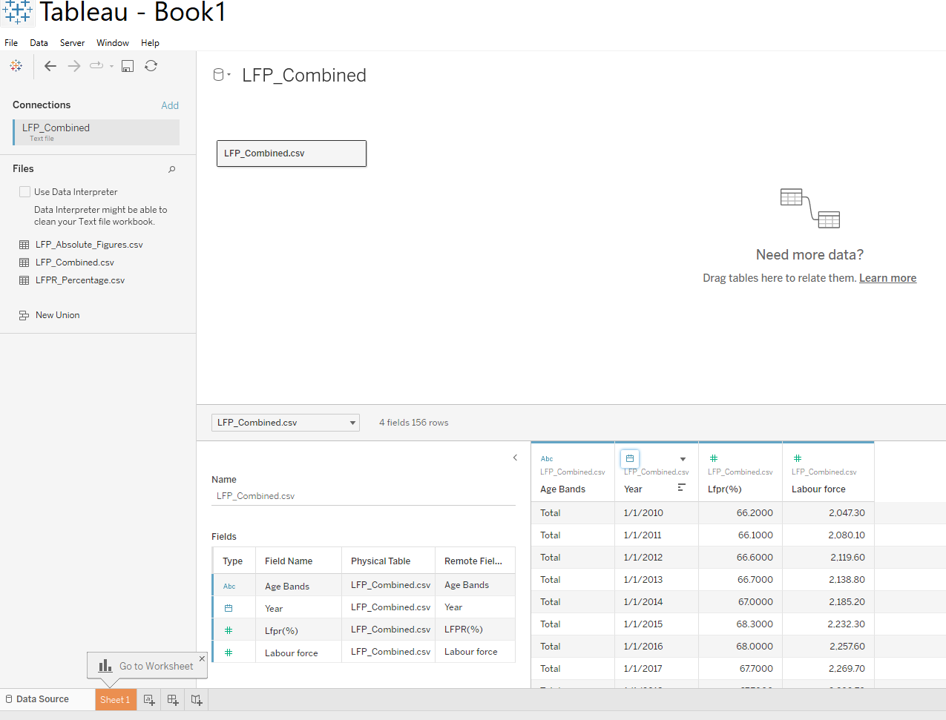 Tableau - Book1
File Data Server Window Help
LFP_Combined
Connections Add
LFP_Combined
Text file
LFP_Combined.csv
Files
Use Data Interpreter
Data Interpreter might be able to
clean your Text file workbook.
LFP_Absolute_Figures.csv
LFP_Combined.csv
LFPR_Percentage.csv
New Union
Need more data?
Drag tables here to relate them. Learn more
LFP_Combined.csv 4 fields 156 rows
Name
LFP_Combined.csv
Fields
Type Field Name Physical Table Remote Fiel...
Abc Age Bands LFP_Combined.csv Age Bands
Year LFP_Combined.csv Year
# Lfpr(%) LFP_Combined.csv LFPR(%)
# Labour force LFP_Combined.csv Labour force
Abc # #
LFP_Combined.csv LFP_Combined.csv LFP_Combined.csv LFP_Combined.csv
Age Bands Year Lfpr(%) Labour force
Total 1/1/2010 66.2000 2,047.30
Total 1/1/2011 66.1000 2,080.10
Total 1/1/2012 66.6000 2,119.60
Total 1/1/2013 66.7000 2,138.80
Total 1/1/2014 67.0000 2,185.20
Total 1/1/2015 68.3000 2,232.30
Total 1/1/2016 68.0000 2,257.60
Total 1/1/2017 67.7000 2,269.70
Go to Worksheet
Data Source Sheet 1